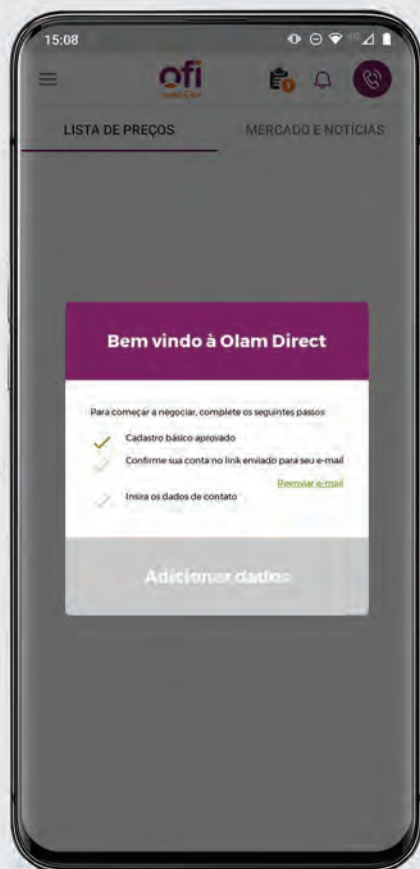 15:08
ofi
LISTA DE PREÇOS
MERCADO E NOTÍCIAS
Bem vindo à Olam Direct
Para começar a negociar, complete os seguintes passos:
Cadastro básico aprovado
Confirme sua conta no link enviado para seu e-mail
Reenviar e-mail
Insira os dados de contato
Adicionar dados